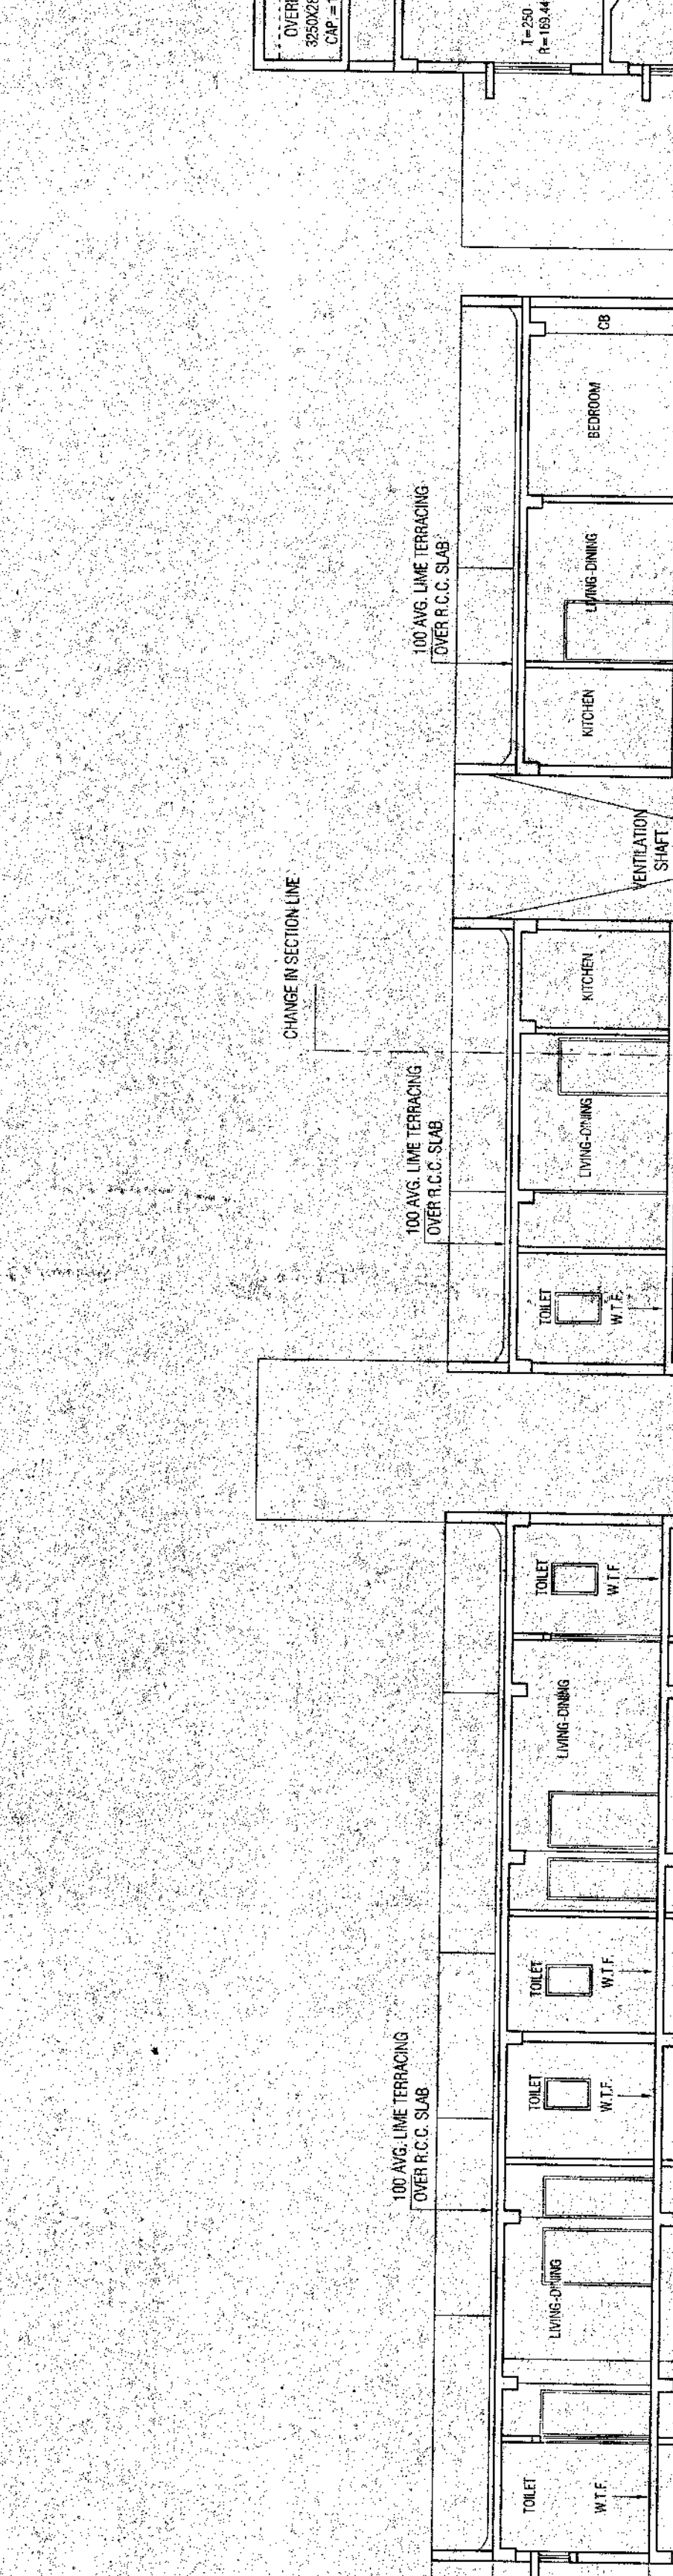 OVER
3250X28
CAP =
T=250
R=169.44
CB
BEDROOM
100 AVG. LIME TERRACING
OVER R.C.C. SLAB
LIVING-DINING
KITCHEN
VENTILATION
SHAFT
CHANGE IN SECTION LINE
KITCHEN
100 AVG. LIME TERRACING
OVER R.C.C. SLAB
LIVING-DINING
TOILET
W.T.F.
TOILET
W.T.F.
LIVING-DINING
TOILET
W.T.F.
100 AVG. LIME TERRACING
OVER R.C.C. SLAB
TOILET
W.T.F.
LIVING-DINING
TOILET
W.T.F.